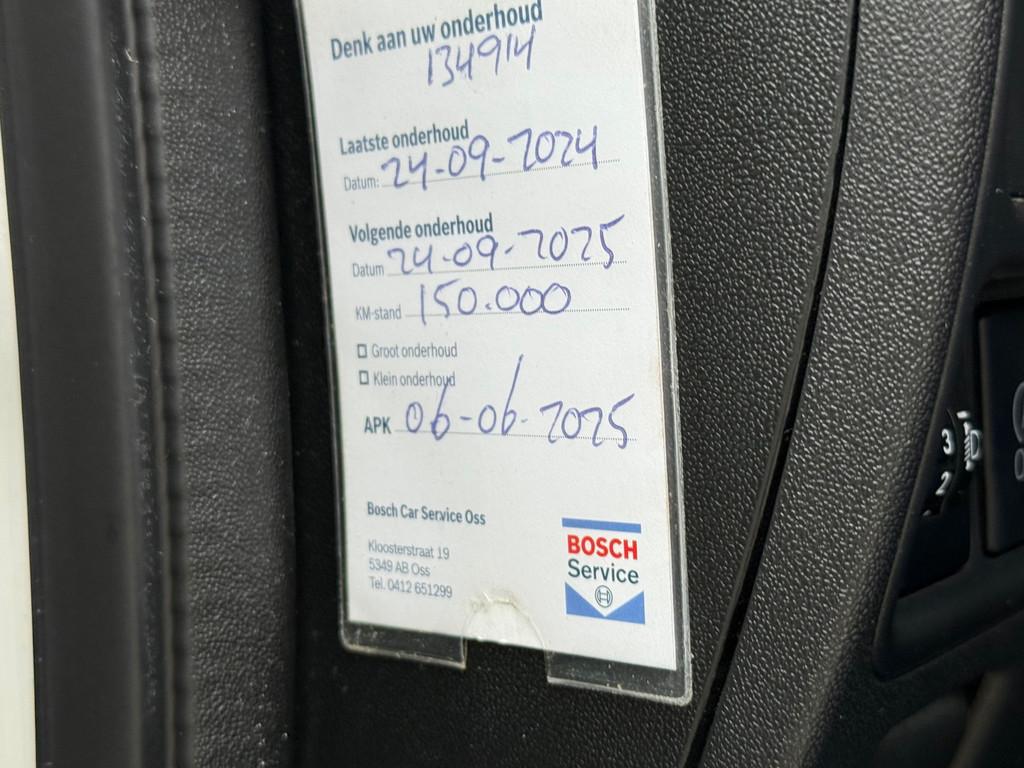 Denk aan uw onderhoud
134914
Laatste onderhoud
Datum: 24-09-2024
Volgende onderhoud
Datum 24-09-2025
KM-stand 150.000
Groot onderhoud
Klein onderhoud
APK 06-06-2025
Bosch Car Service Oss
Kloosterstraat 19
5349 AB Oss
Tel. 0412 651299
BOSCH
Service
3
2